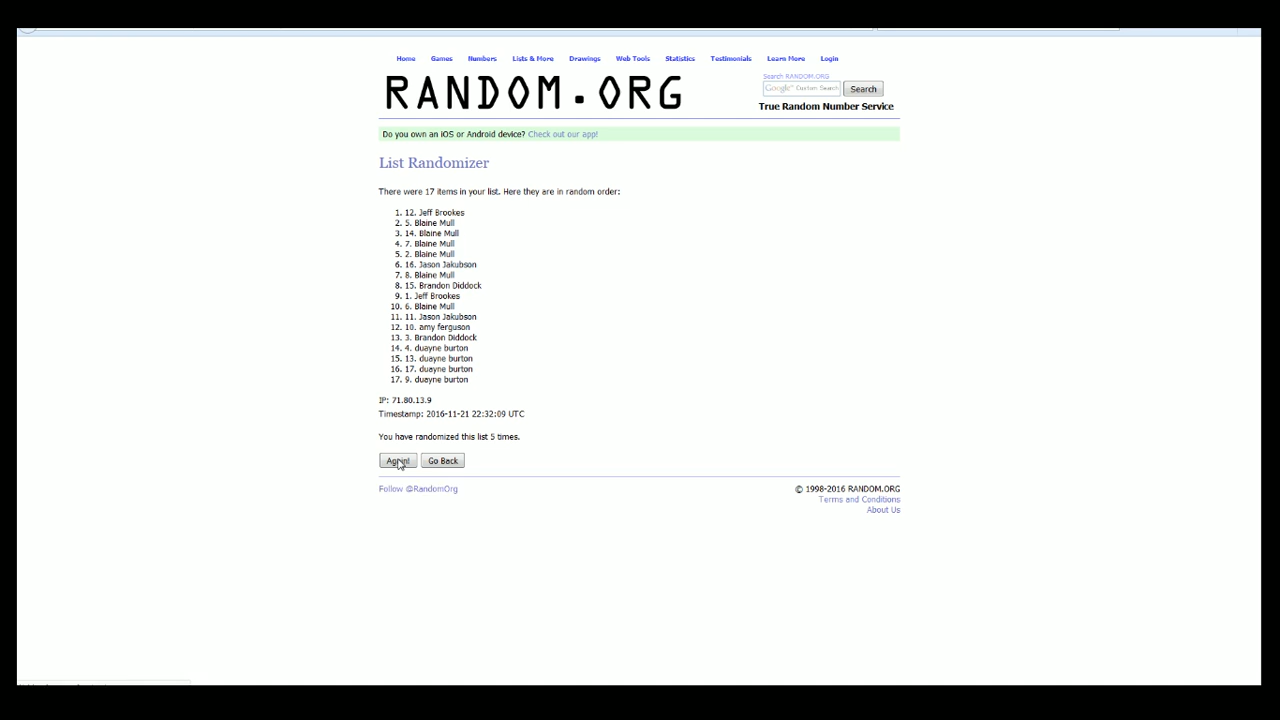 Home Games Numbers Lists & More Drawings Web Tools Statistics Testimonials Learn More Login
RANDOM.ORG
Search RANDOM.ORG
Google Custom Search Search
True Random Number Service
Do you own an iOS or Android device? Check out our app!
List Randomizer
There were 17 items in your list. Here they are in random order:
1. 12. Jeff Brookes
2. 5. Blaine Mull
3. 14. Blaine Mull
4. 7. Blaine Mull
5. 2. Blaine Mull
6. 16. Jason Jakubson
7. 8. Blaine Mull
8. 15. Brandon Diddock
9. 1. Jeff Brookes
10. 6. Blaine Mull
11. 11. Jason Jakubson
12. 10. amy ferguson
13. 3. Brandon Diddock
14. 4. duayne burton
15. 13. duayne burton
16. 17. duayne burton
17. 9. duayne burton
IP: 71.80.13.9
Timestamp: 2016-11-21 22:32:09 UTC
You have randomized this list 5 times.
Again! Go Back
Follow @RandomOrg
© 1998-2016 RANDOM.ORG
Terms and Conditions
About Us